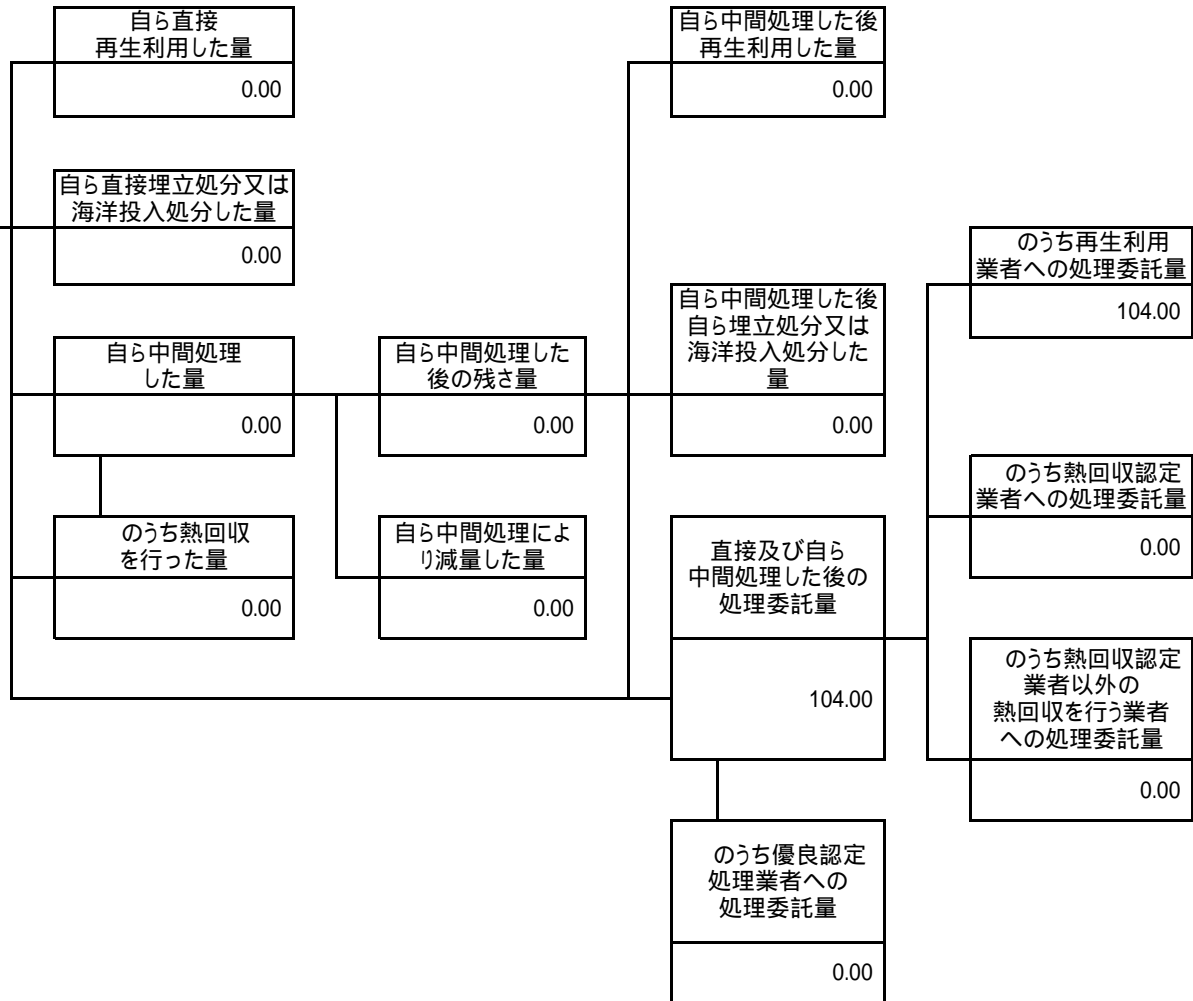 自ら直接
再生利用した量
0.00
自ら中間処理した後
再生利用した量
0.00
自ら直接埋立処分又は
海洋投入処分した量
0.00
のうち再生利用
業者への処理委託量
104.00
自ら中間処理した後
自ら埋立処分又は
海洋投入処分した
量
0.00
自ら中間処理
した量
0.00
自ら中間処理した
後の残さ量
0.00
のうち熱回収認定
業者への処理委託量
0.00
のうち熱回収
を行った量
0.00
自ら中間処理によ
り減量した量
0.00
直接及び自ら
中間処理した後の
処理委託量
104.00
のうち熱回収認定
業者以外の
熱回収を行う業者
への処理委託量
0.00
のうち優良認定
処理業者への
処理委託量
0.00